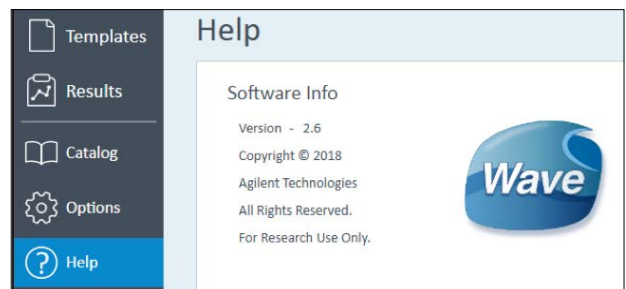 Templates
Results
Catalog
Options
Help
Help
Software Info
Version - 2.6
Copyright © 2018
Agilent Technologies
All Rights Reserved.
For Research Use Only.
Wave